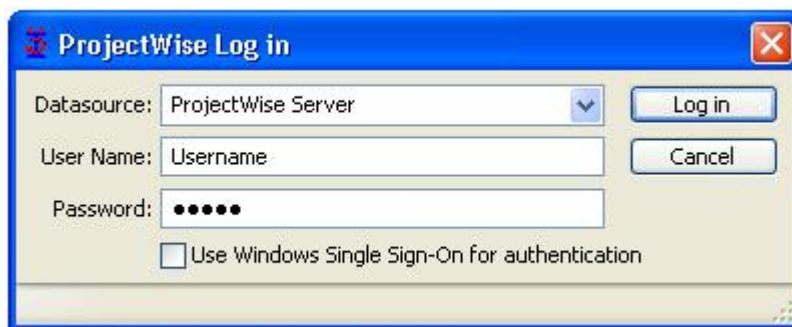 ProjectWise Log in
Datasource: ProjectWise Server Log in
User Name: Username Cancel
Password: •••••
Use Windows Single Sign-On for authentication